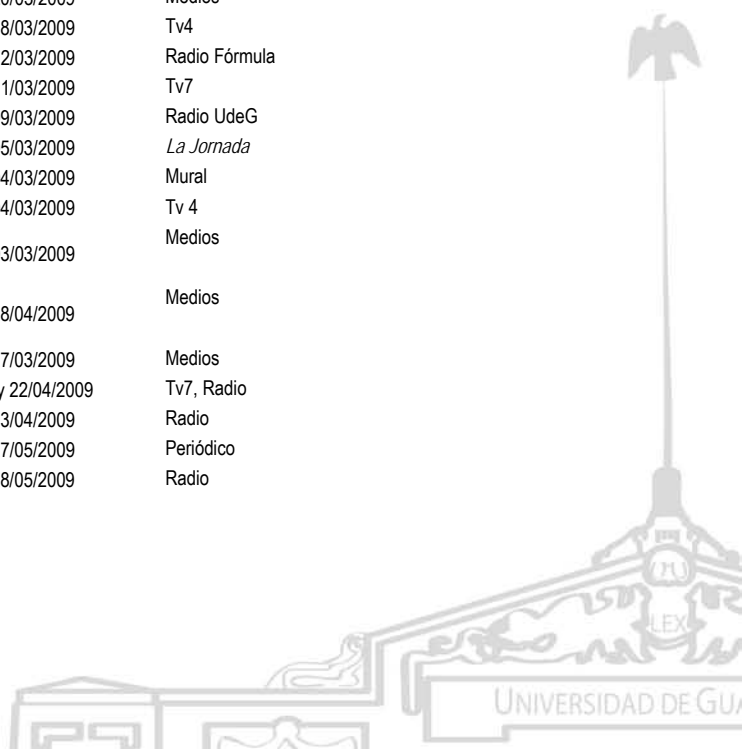 8/03/2009 Tv4
2/03/2009 Radio Fórmula
1/03/2009 Tv7
9/03/2009 Radio UdeG
5/03/2009 La Jornada
4/03/2009 Mural
4/03/2009 Tv 4
3/03/2009 Medios
8/04/2009 Medios
7/03/2009 Medios
y 22/04/2009 Tv7, Radio
3/04/2009 Radio
7/05/2009 Periódico
8/05/2009 Radio
LEX
UNIVERSIDAD DE GUA